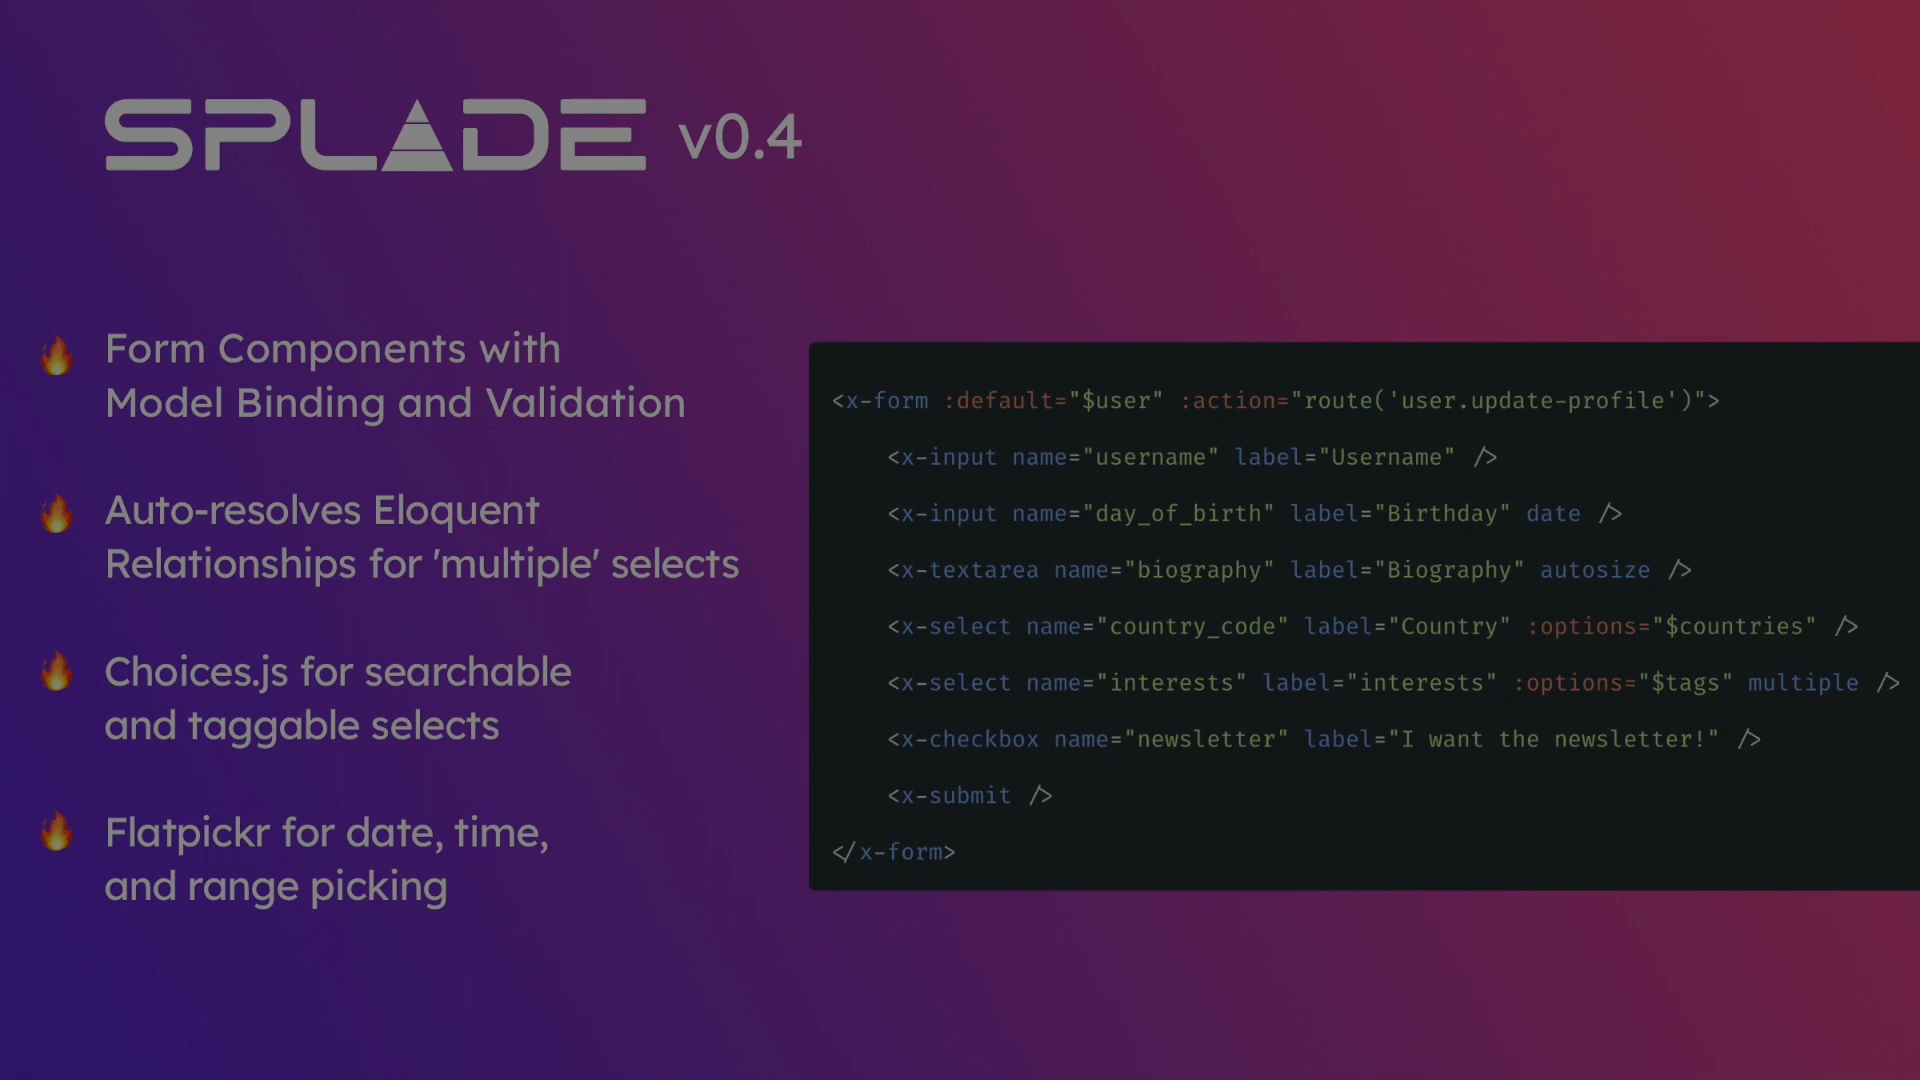 SPLADE v0.4
Form Components with
Model Binding and Validation
Auto-resolves Eloquent
Relationships for 'multiple' selects
Choices.js for searchable
and taggable selects
Flatpickr for date, time,
and range picking
<x-form :default="$user" :action="route('user.update-profile')">
<x-input name="username" label="Username" />
<x-input name="day_of_birth" label="Birthday" date />
<x-textarea name="biography" label="Biography" autosize />
<x-select name="country_code" label="Country" :options="$countries" />
<x-select name="interests" label="interests" :options="$tags" multiple />
<x-checkbox name="newsletter" label="I want the newsletter!" />
<x-submit />
</x-form>